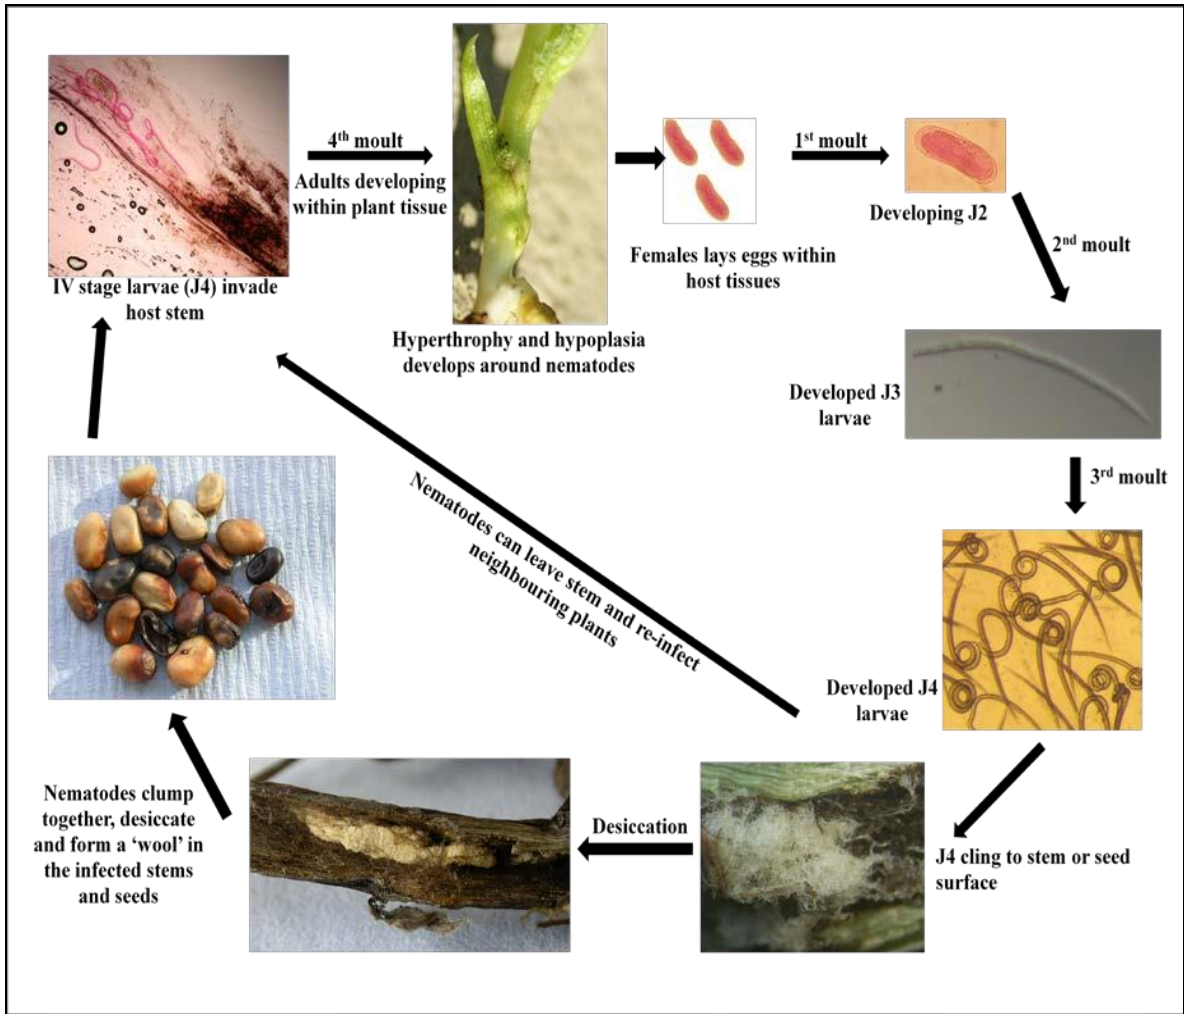 4th moult
Adults developing
within plant tissue
1st moult
Developing J2
2nd moult
Females lays eggs within
host tissues
IV stage larvae (J4) invade
host stem
Hyperthrophy and hypoplasia
develops around nematodes
Developed J3
larvae
3rd moult
Nematodes can leave stem and re-infect
neighbouring plants
Developed J4
larvae
J4 cling to stem or seed
surface
Desiccation
Nematodes clump
together, desiccate
and form a ‘wool’ in
the infected stems
and seeds